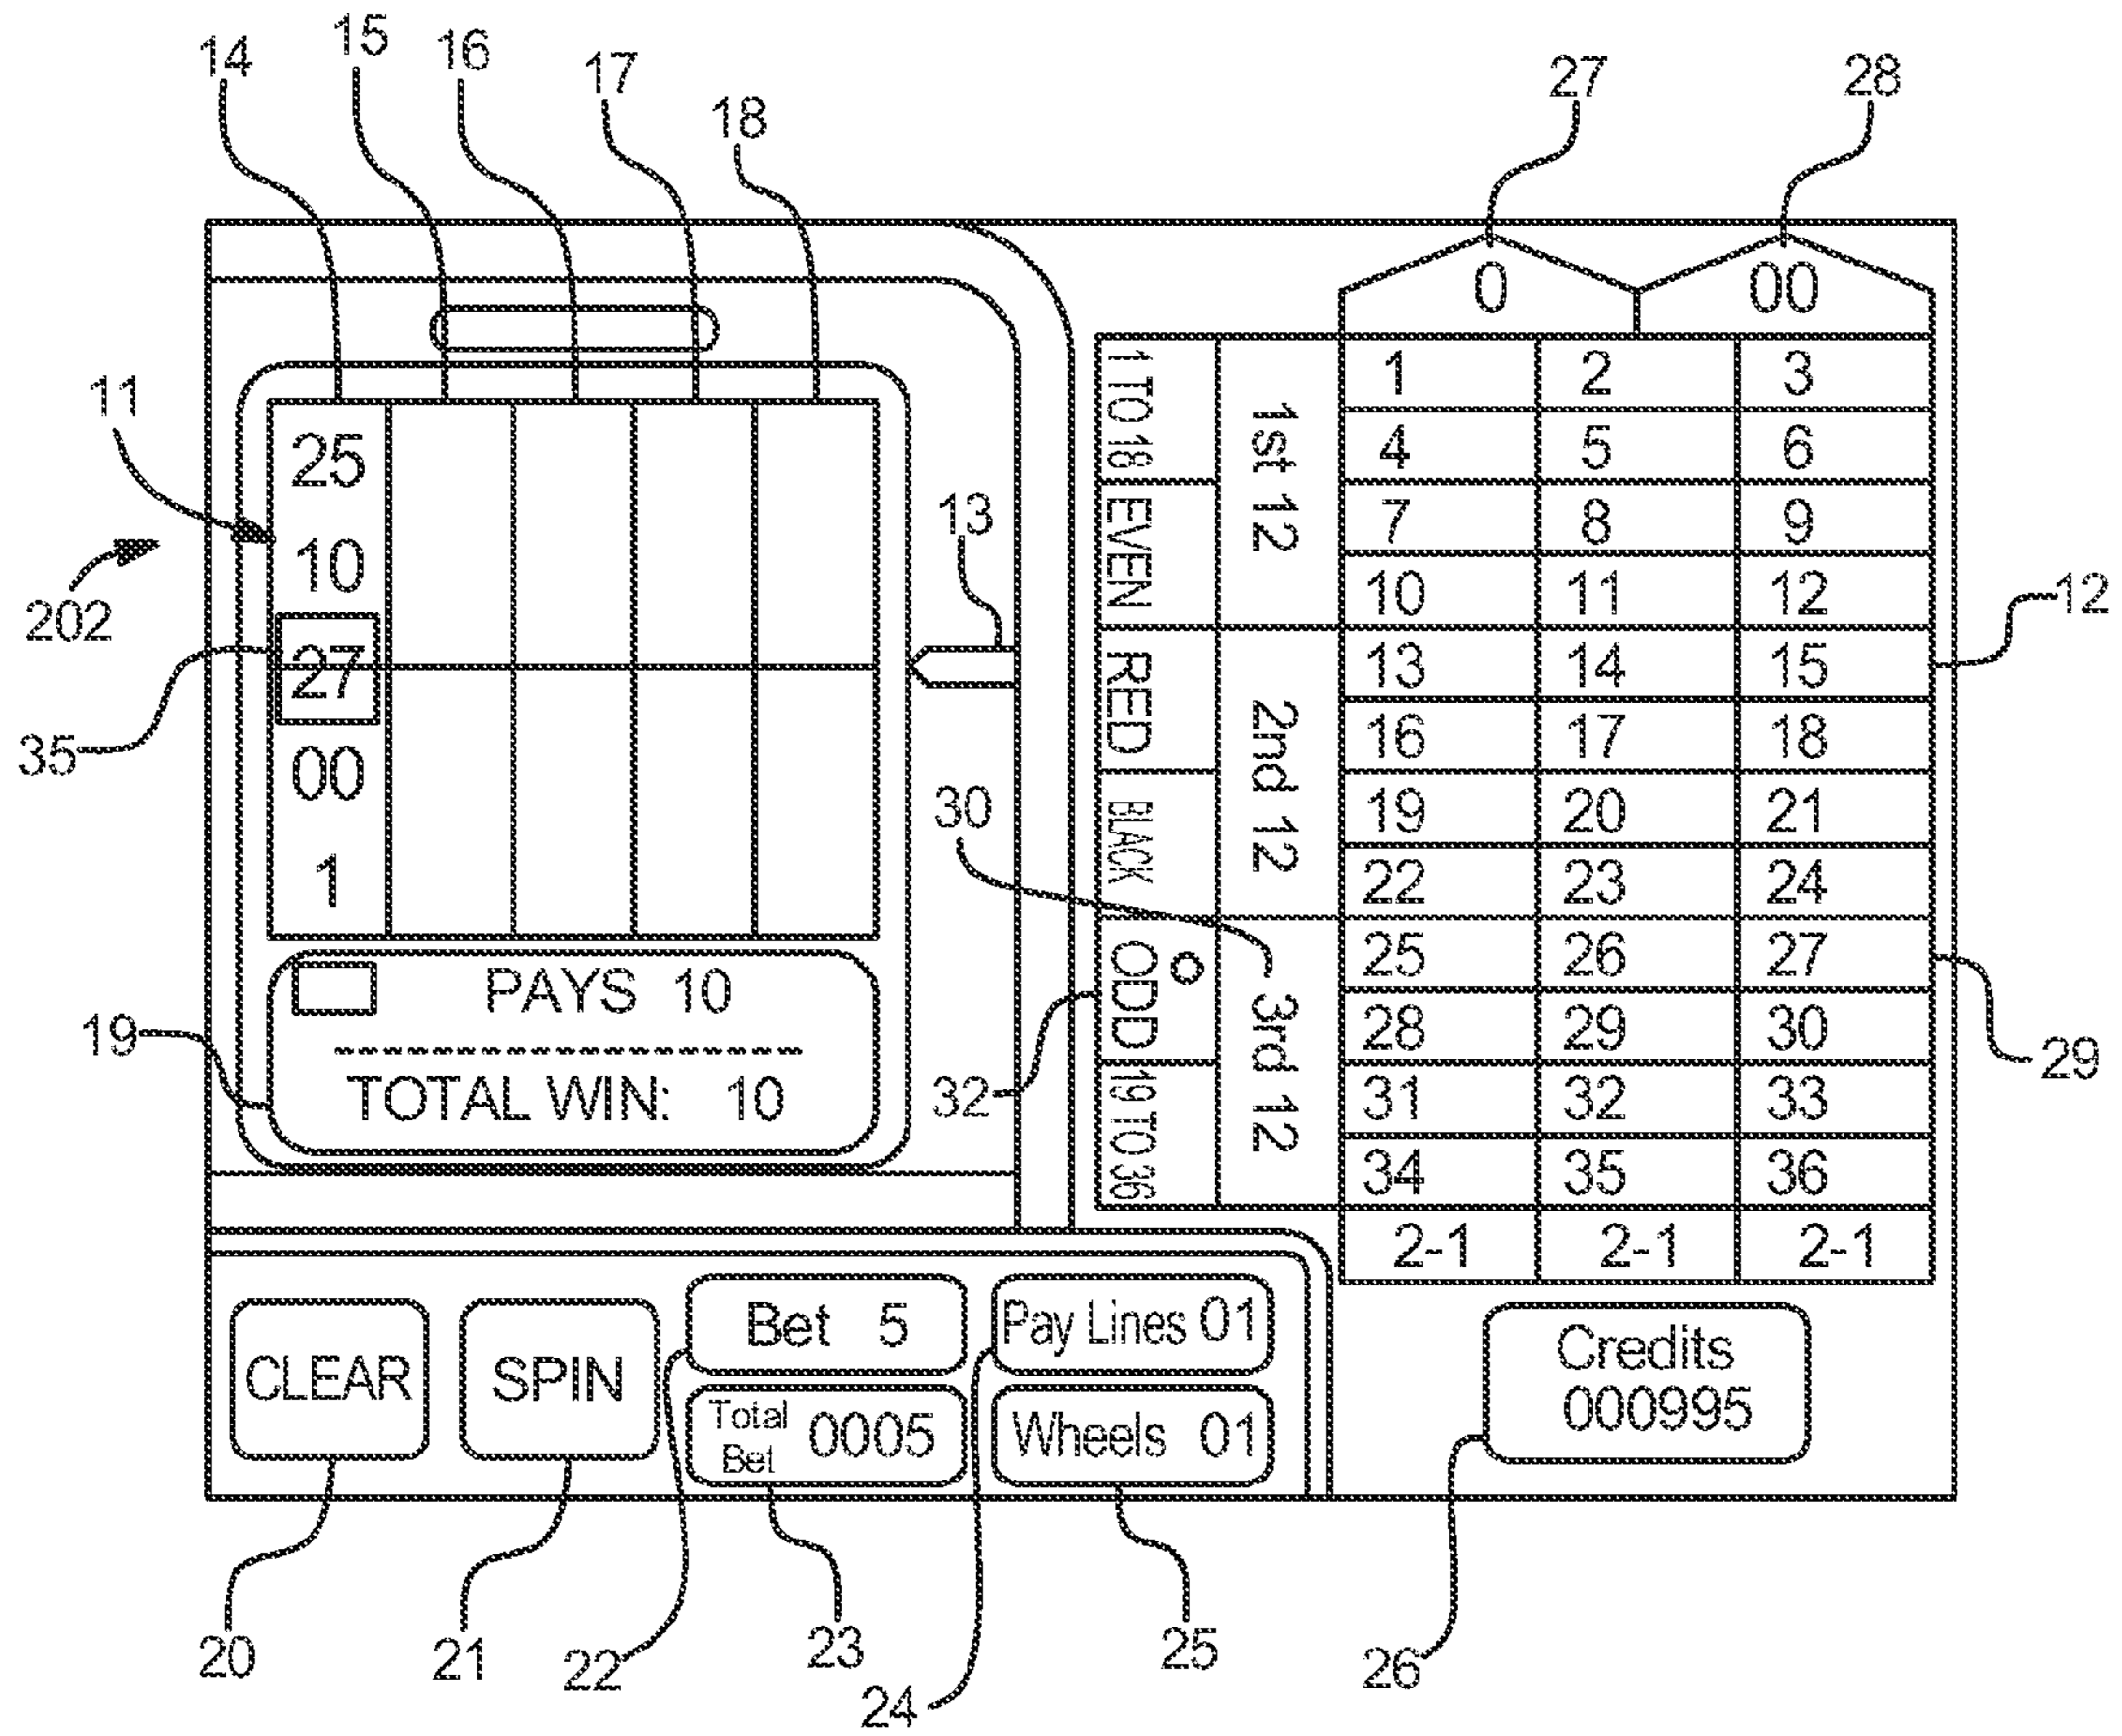 14
15
16
17
18
27
28
0
00
11
202
35
13
30
32
19
12
29
25
10
27
00
1
PAYS 10
TOTAL WIN: 10
1 TO 18
EVEN
RED
BLACK
ODD
19 TO 36
1st 12
2nd 12
3rd 12
1 2 3
4 5 6
7 8 9
10 11 12
13 14 15
16 17 18
19 20 21
22 23 24
25 26 27
28 29 30
31 32 33
34 35 36
2-1 2-1 2-1
CLEAR
SPIN
Bet 5
Total Bet 0005
Pay Lines 01
Wheels 01
Credits
000995
20
21
22
23
24
25
26